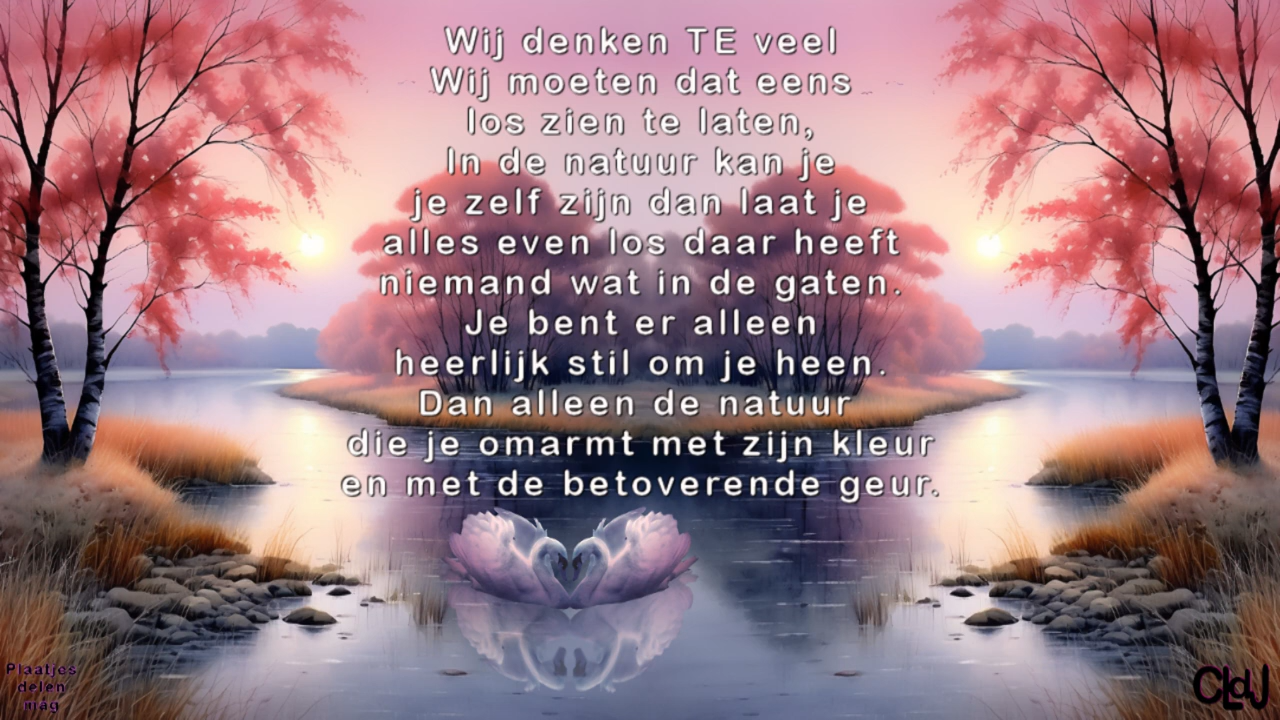 Wij denken TE veel
Wij moeten dat eens
los zien te laten,
In de natuur kan je
je zelf zijn dan laat je
alles even los daar heeft
niemand wat in de gaten.
Je bent er alleen
heerlijk stil om je heen.
Dan alleen de natuur
die je omarmt met zijn kleur
en met de betoverende geur.
Plaatjes
delen
mag
CLdJ